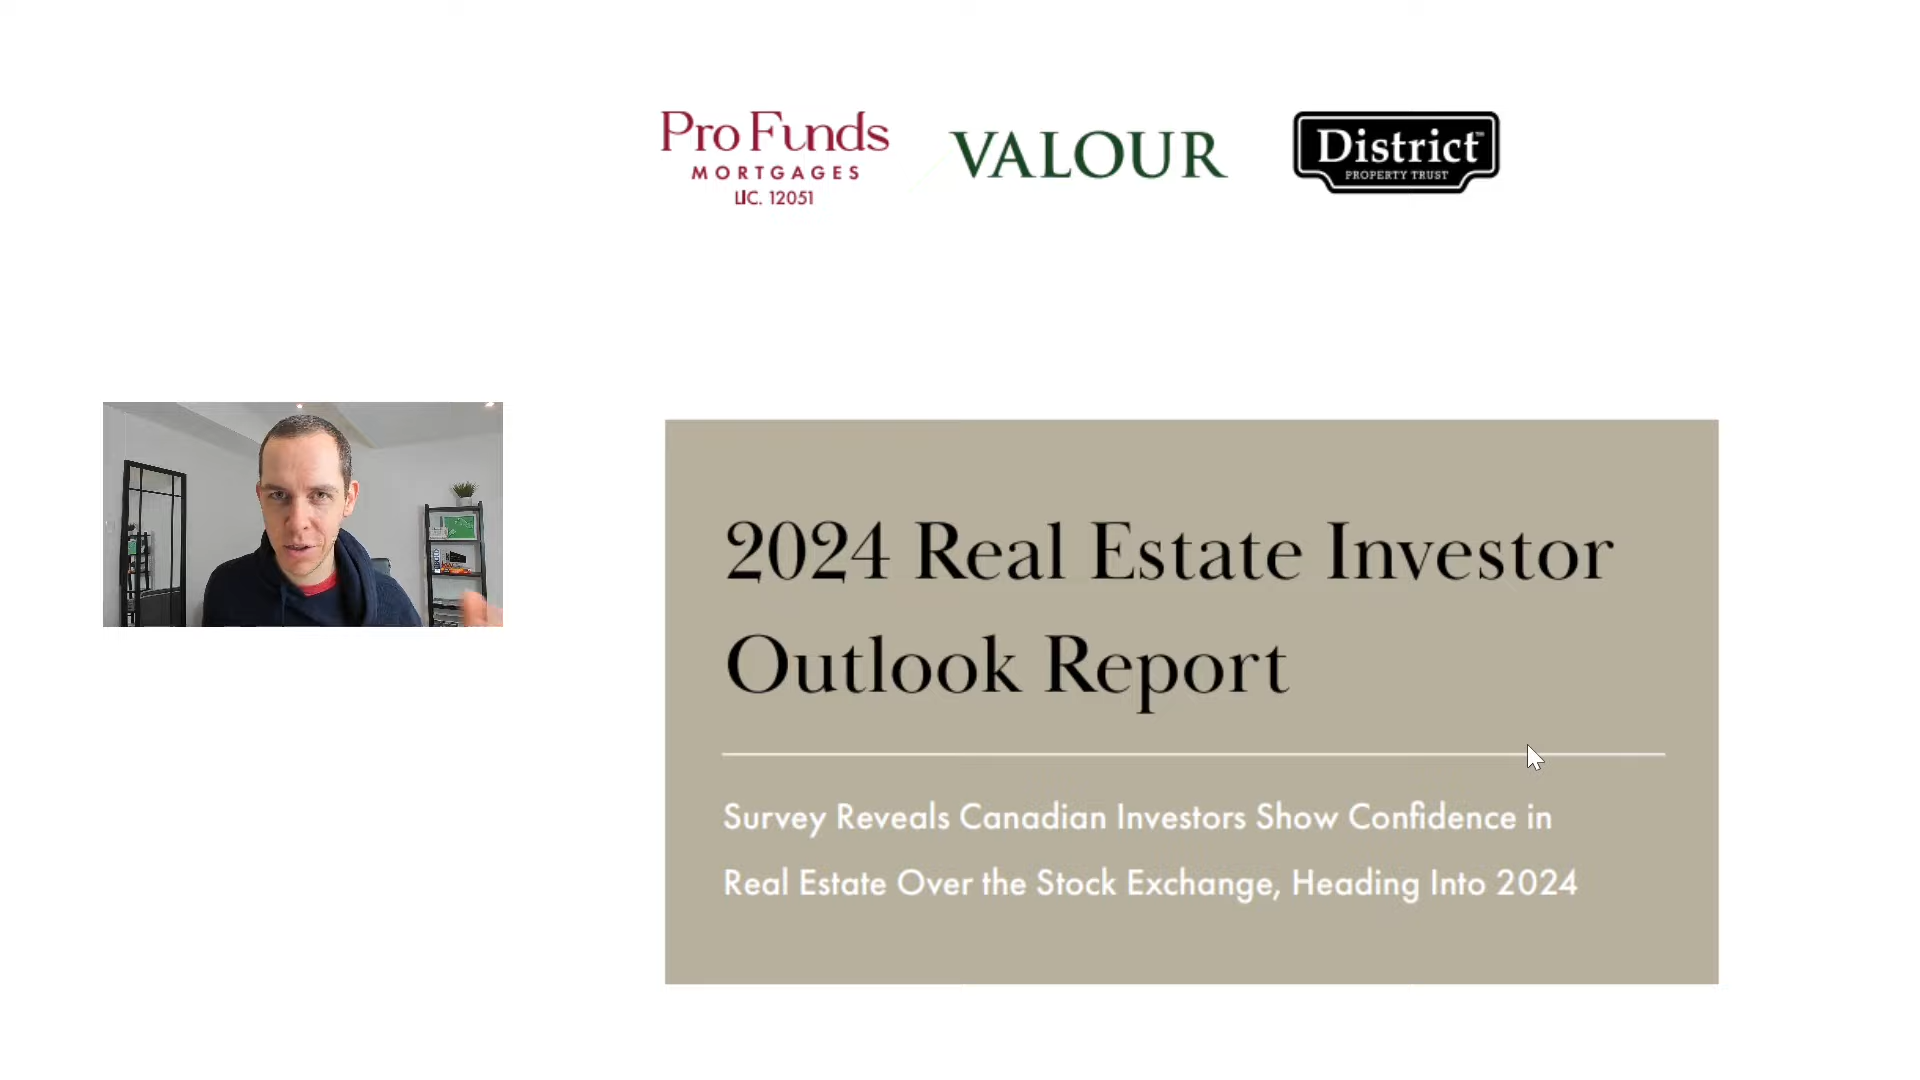 Pro Funds
MORTGAGES
LIC. 12051
VALOUR
District™
PROPERTY TRUST
2024 Real Estate Investor
Outlook Report
Survey Reveals Canadian Investors Show Confidence in
Real Estate Over the Stock Exchange, Heading Into 2024